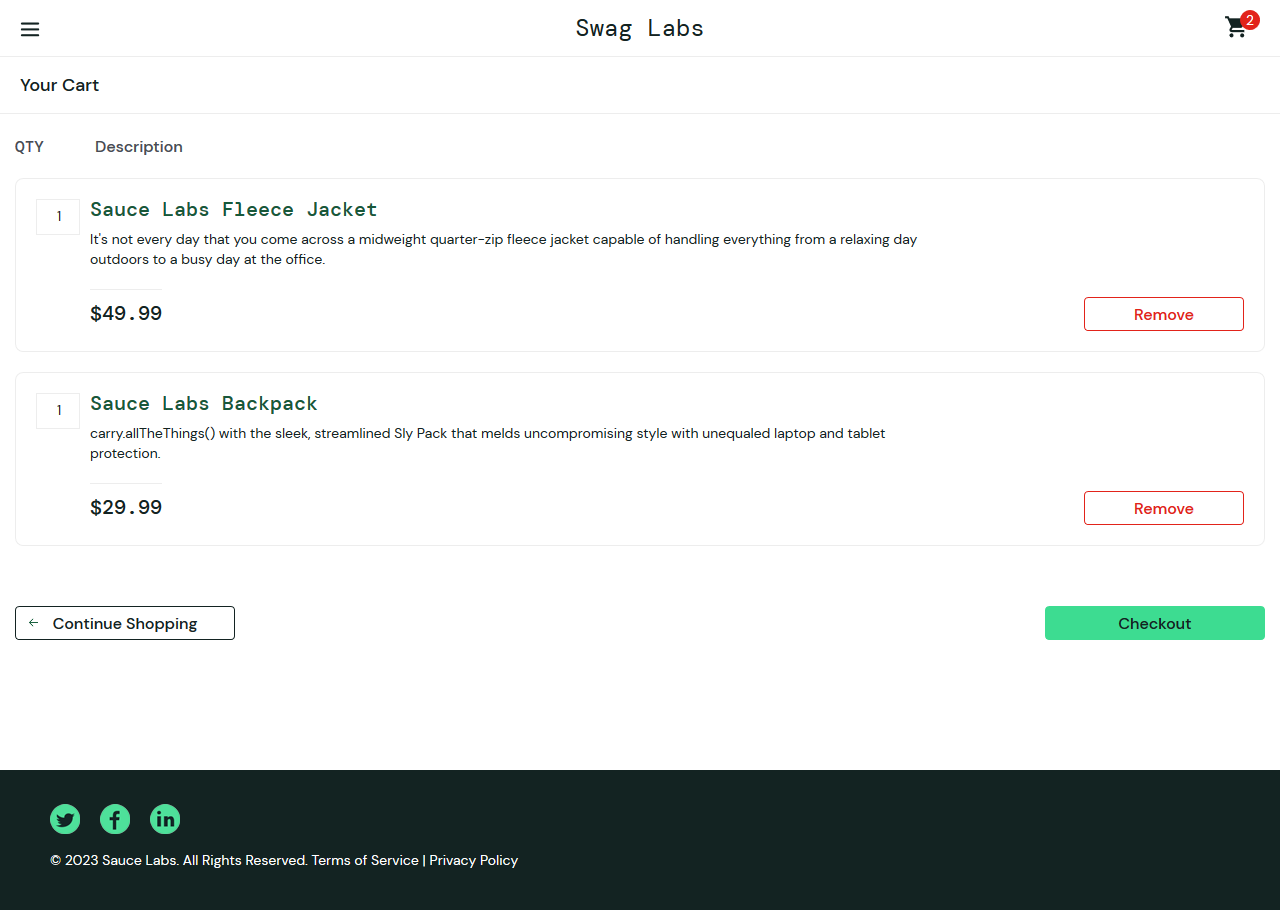 Swag Labs
2
Your Cart
QTY Description
1
Sauce Labs Fleece Jacket
It's not every day that you come across a midweight quarter-zip fleece jacket capable of handling everything from a relaxing day
outdoors to a busy day at the office.
$49.99
Remove
1
Sauce Labs Backpack
carry.allTheThings() with the sleek, streamlined Sly Pack that melds uncompromising style with unequaled laptop and tablet
protection.
$29.99
Remove
Continue Shopping
Checkout
© 2023 Sauce Labs. All Rights Reserved. Terms of Service | Privacy Policy